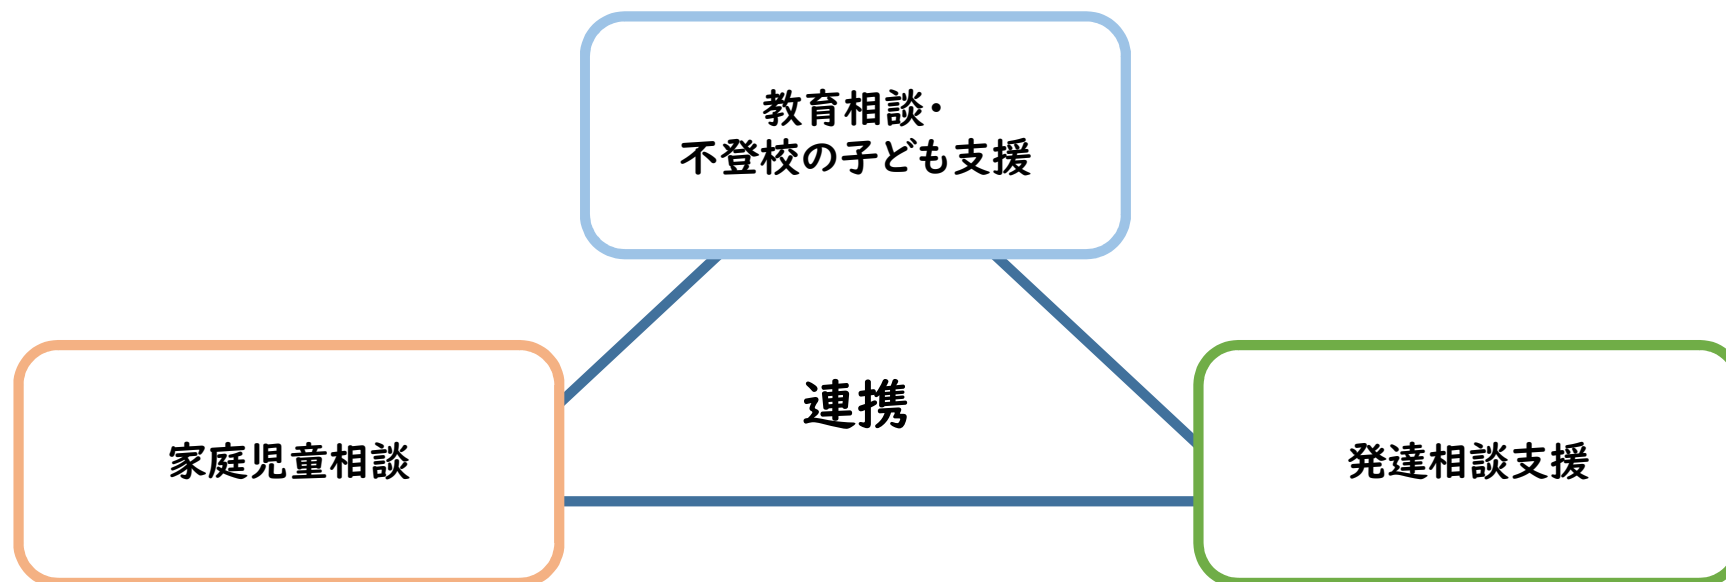 教育相談・
不登校の子ども支援
連携
家庭児童相談
発達相談支援